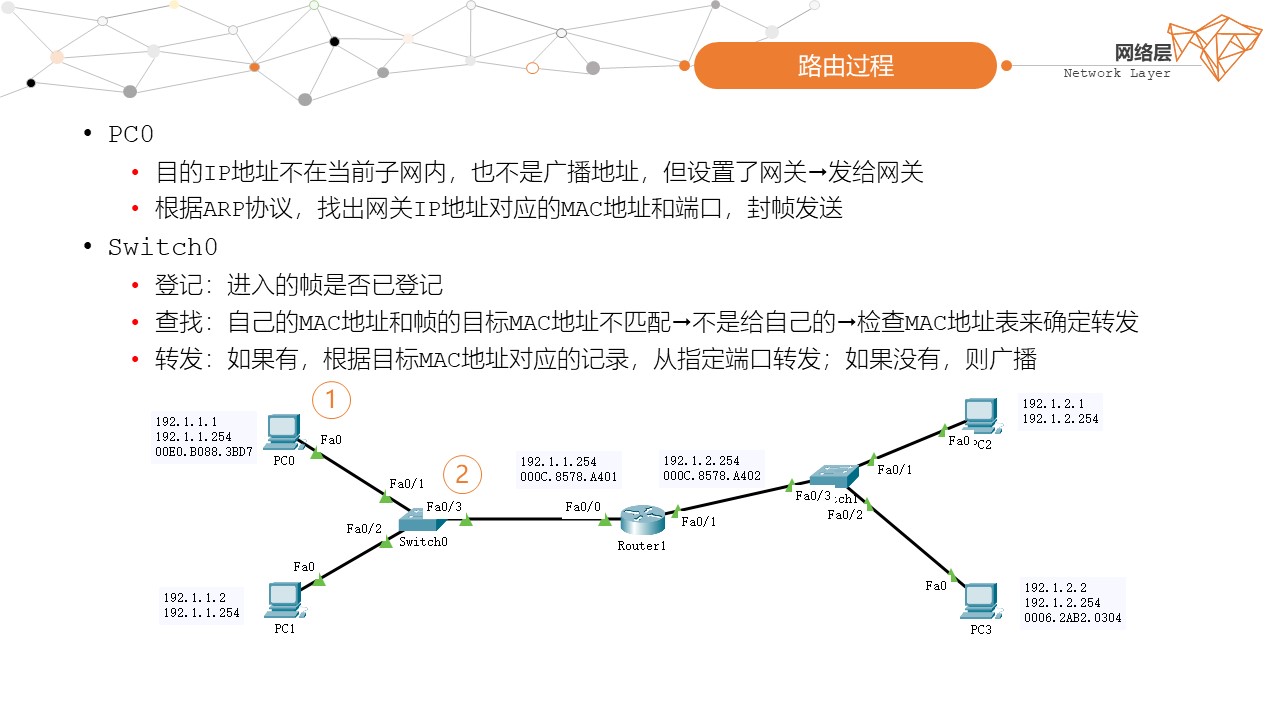 路由过程
网络层
Network Layer
• PC0
• 目的IP地址不在当前子网内，也不是广播地址，但设置了网关→发给网关
• 根据ARP协议，找出网关IP地址对应的MAC地址和端口，封帧发送
• Switch0
• 登记：进入的帧是否已登记
• 查找：自己的MAC地址和帧的目标MAC地址不匹配→不是给自己的→检查MAC地址表来确定转发
• 转发：如果有，根据目标MAC地址对应的记录，从指定端口转发；如果没有，则广播
1
192.1.1.1
192.1.1.254
00E0.B088.3BD7
Fa0
PC0
2
Fa0/1
Fa0/3
Fa0/2
Switch0
Fa0
192.1.1.2
192.1.1.254
PC1
192.1.1.254
000C.8578.A401
Fa0/0
Router1
192.1.2.254
000C.8578.A402
Fa0/1
Fa0/1
Fa0/3
ch1
Fa0/2
192.1.2.1
192.1.2.254
Fa0
PC2
Fa0
192.1.2.2
192.1.2.254
0006.2AB2.0304
PC3